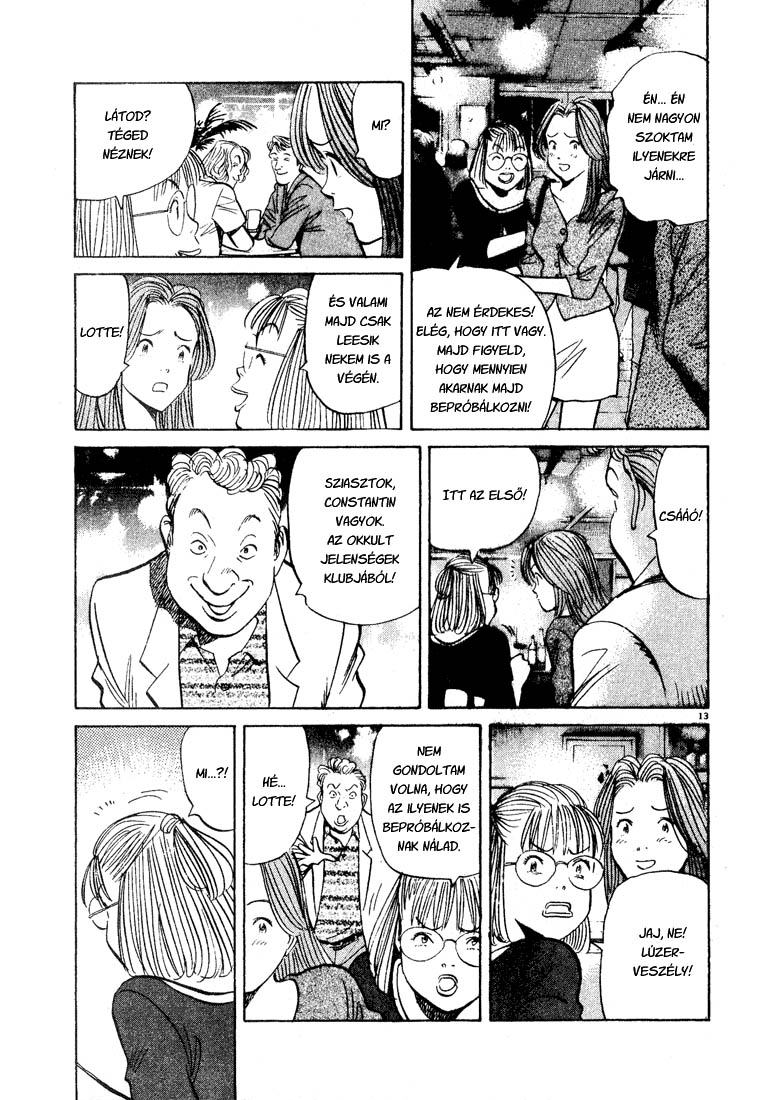 ÉN... ÉN
NEM NAGYON
SZOKTAM
ILYENEKRE
JÁRNI...
AZ NEM ÉRDEKES!
ELÉG, HOGY ITT VAGY.
MAJD FIGYELD,
HOGY MENNYIEN
AKARNAK MAJD
BEPRÓBÁLKOZNI!
MI?
LÁTOD?
TÉGED
NÉZNEK!
ÉS VALAMI
MAJD CSAK
LEESIK
NEKEM IS A
VÉGÉN.
LOTTE!
CSÁÁÓ!
ITT AZ ELSŐ!
SZIASZTOK,
CONSTANTIN
VAGYOK.
AZ OKKULT
JELENSÉGEK
KLUBJÁBÓL!
13
JAJ, NE!
LÚZER-
VESZÉLY!
NEM
GONDOLTAM
VOLNA, HOGY
AZ ILYENEK IS
BEPRÓBÁLKOZ-
NAK NÁLAD.
HÉ...
LOTTE!
MI...?!